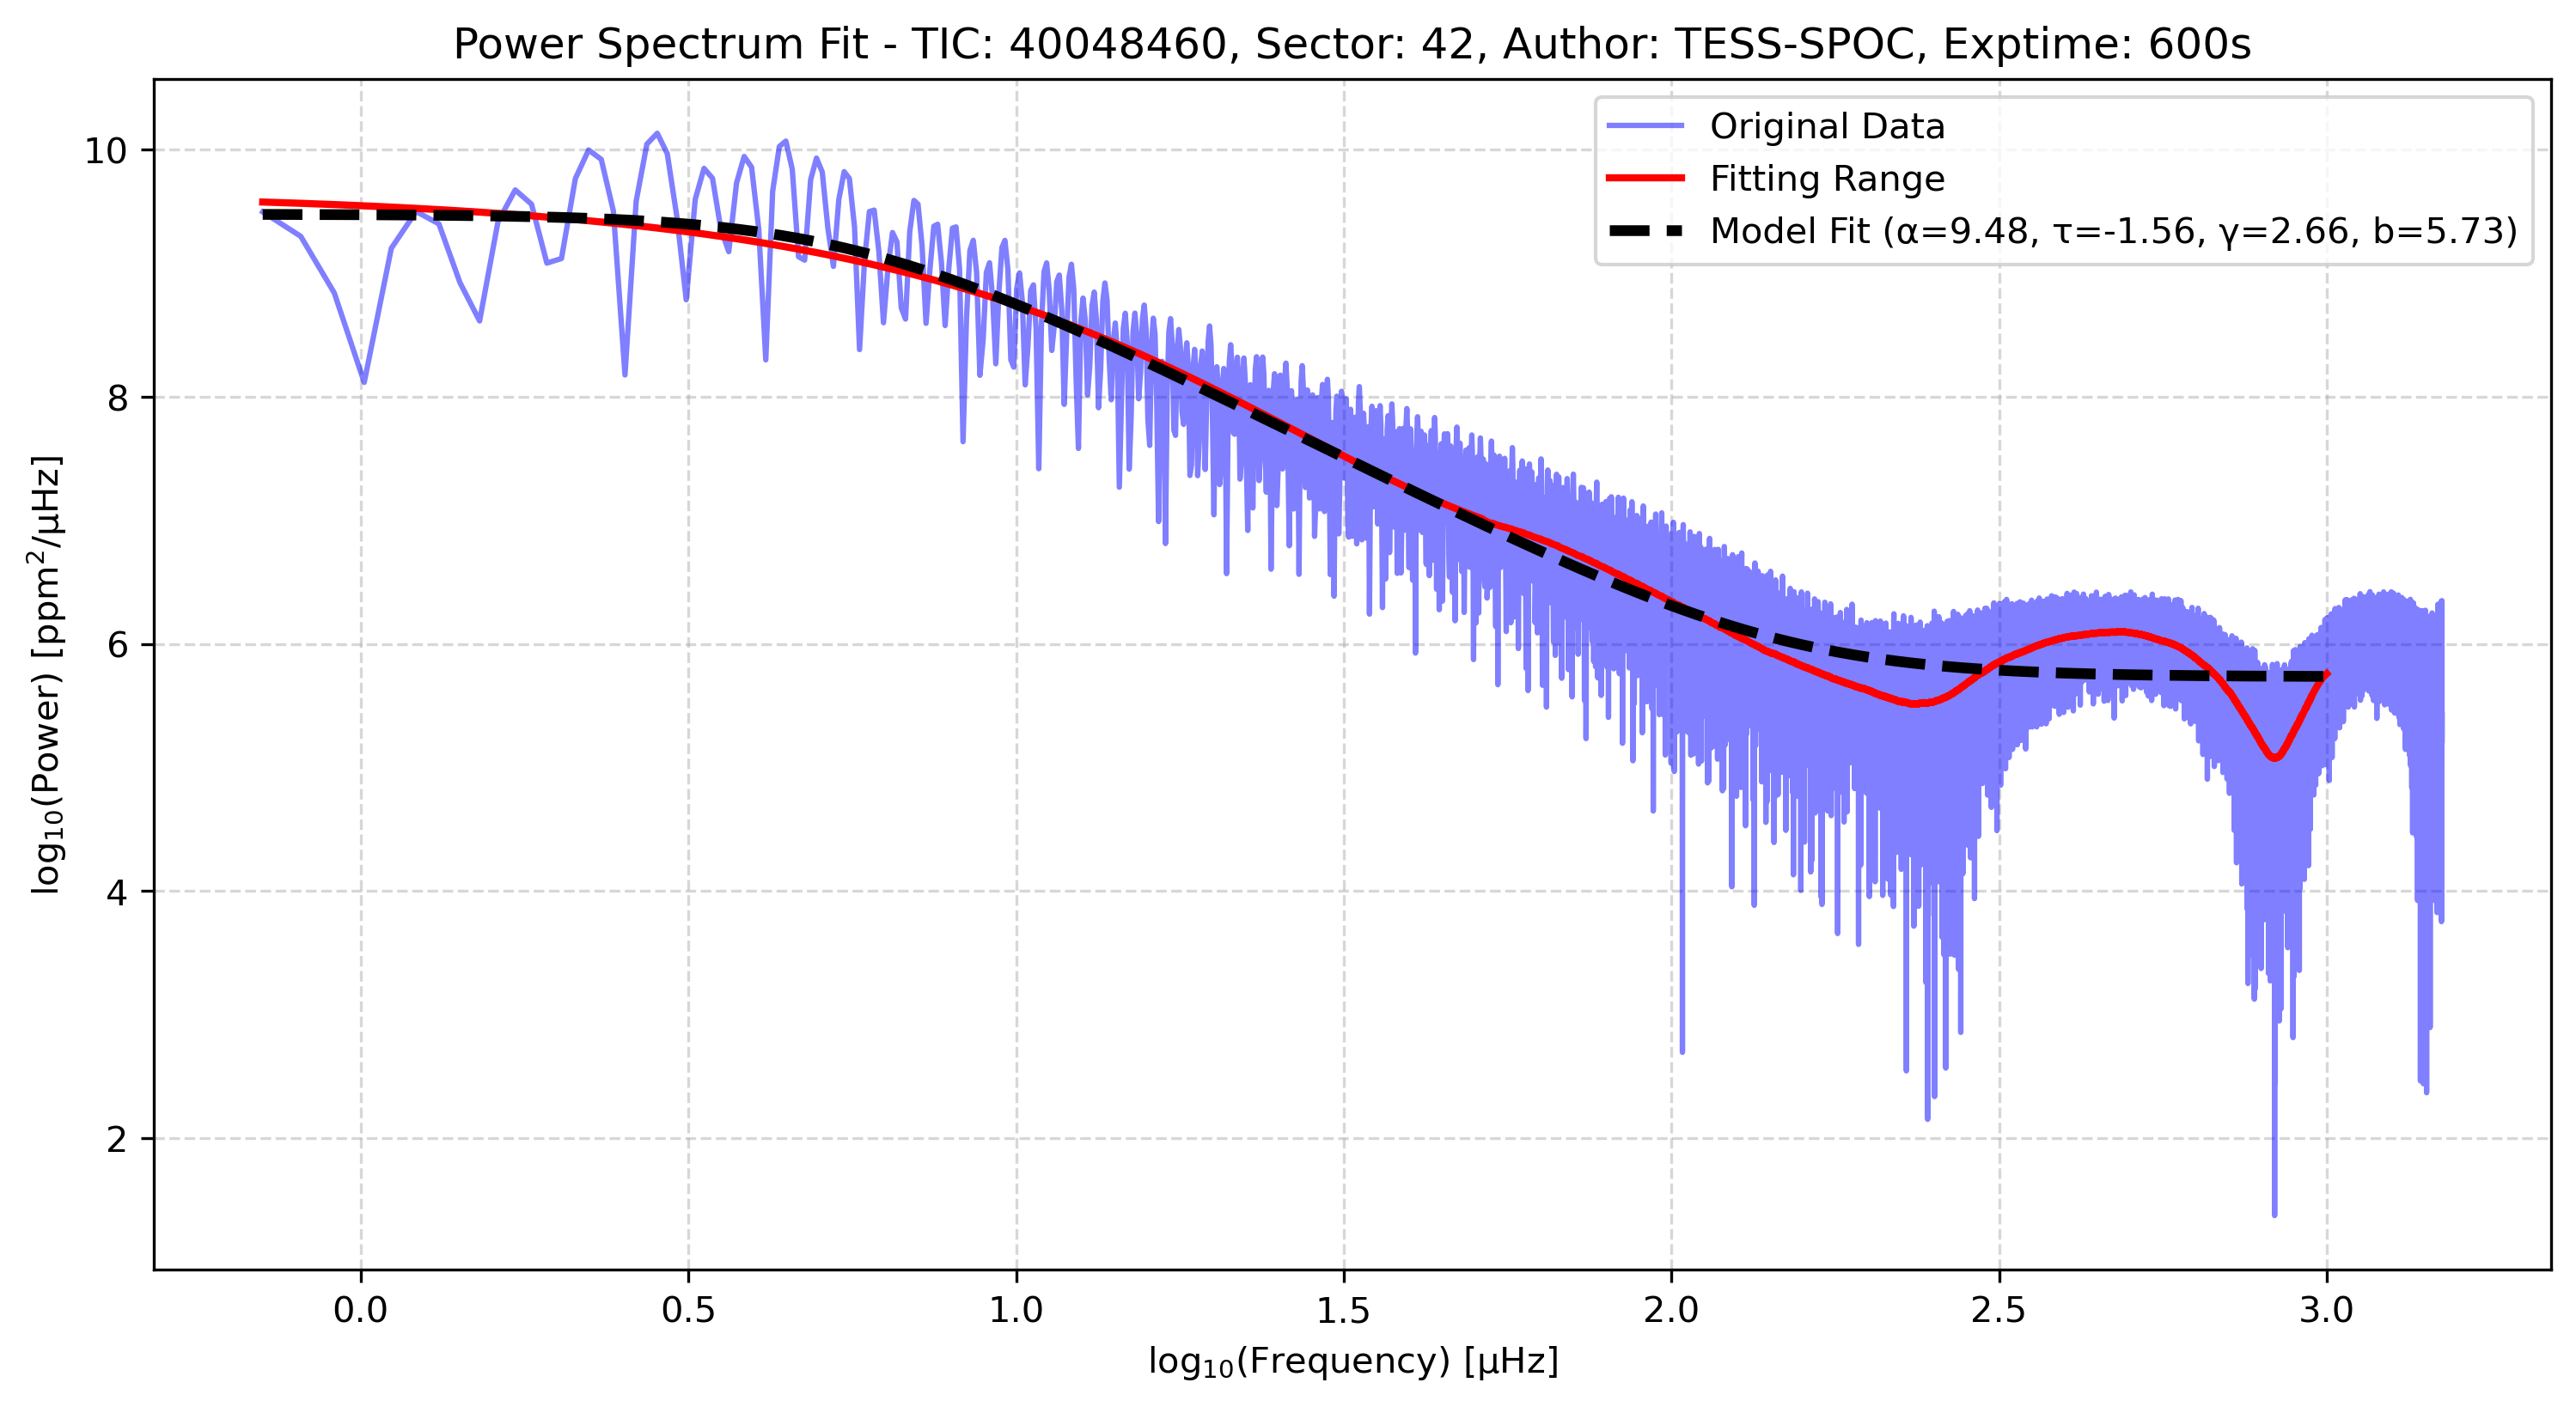 Power Spectrum Fit - TIC: 40048460, Sector: 42, Author: TESS-SPOC, Exptime: 600s
Original Data
Fitting Range
Model Fit (α=9.48, τ=-1.56, γ=2.66, b=5.73)
log₁₀(Power) [ppm²/μHz]
10
8
6
4
2
0.0 0.5 1.0 1.5 2.0 2.5 3.0
log₁₀(Frequency) [μHz]